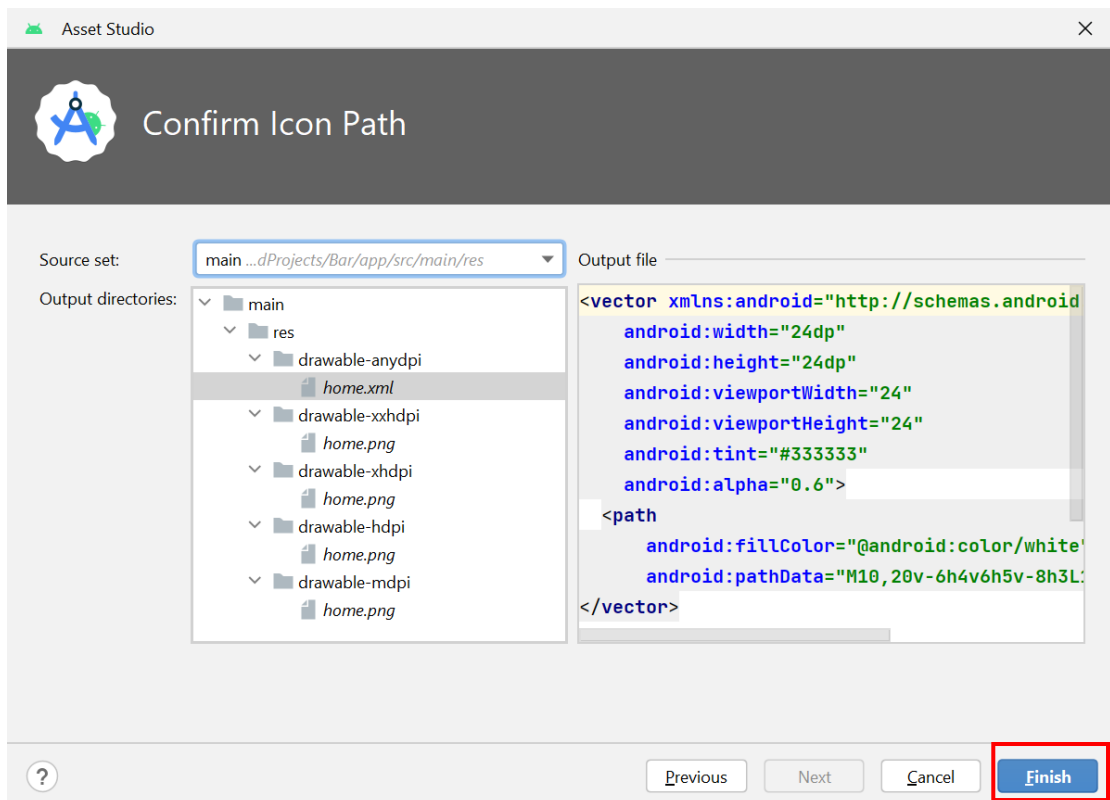 Asset Studio
Confirm Icon Path
Source set:
main ...dProjects/Bar/app/src/main/res
Output file
Output directories:
main
res
drawable-anydpi
home.xml
drawable-xxhdpi
home.png
drawable-xhdpi
home.png
drawable-hdpi
home.png
drawable-mdpi
home.png
<vector xmlns:android="http://schemas.android
android:width="24dp"
android:height="24dp"
android:viewportWidth="24"
android:viewportHeight="24"
android:tint="#333333"
android:alpha="0.6">
<path
android:fillColor="@android:color/white"
android:pathData="M10,20v-6h4v6h5v-8h3L1
</vector>
?
Previous
Next
Cancel
Finish